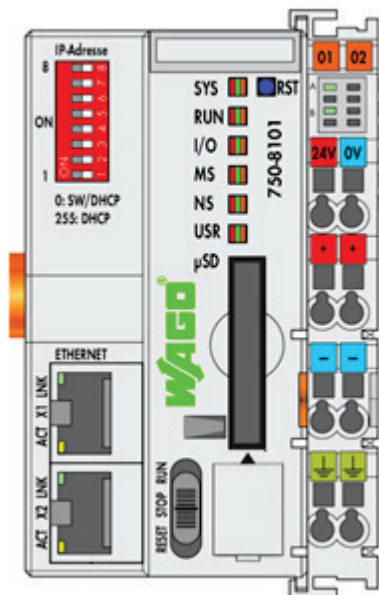 IP-Adresse
8
8
7
6
5
4
3
2
1
ON
ON
1
0: SW/DHCP
255: DHCP
ETHERNET
ACT X1 LNK
ACT X2 LNK
SYS
RST
RUN
I/O
MS
NS
USR
µSD
750-8101
WAGO®
RESET STOP RUN
01 02
A
B
24V 0V
+ +
− −